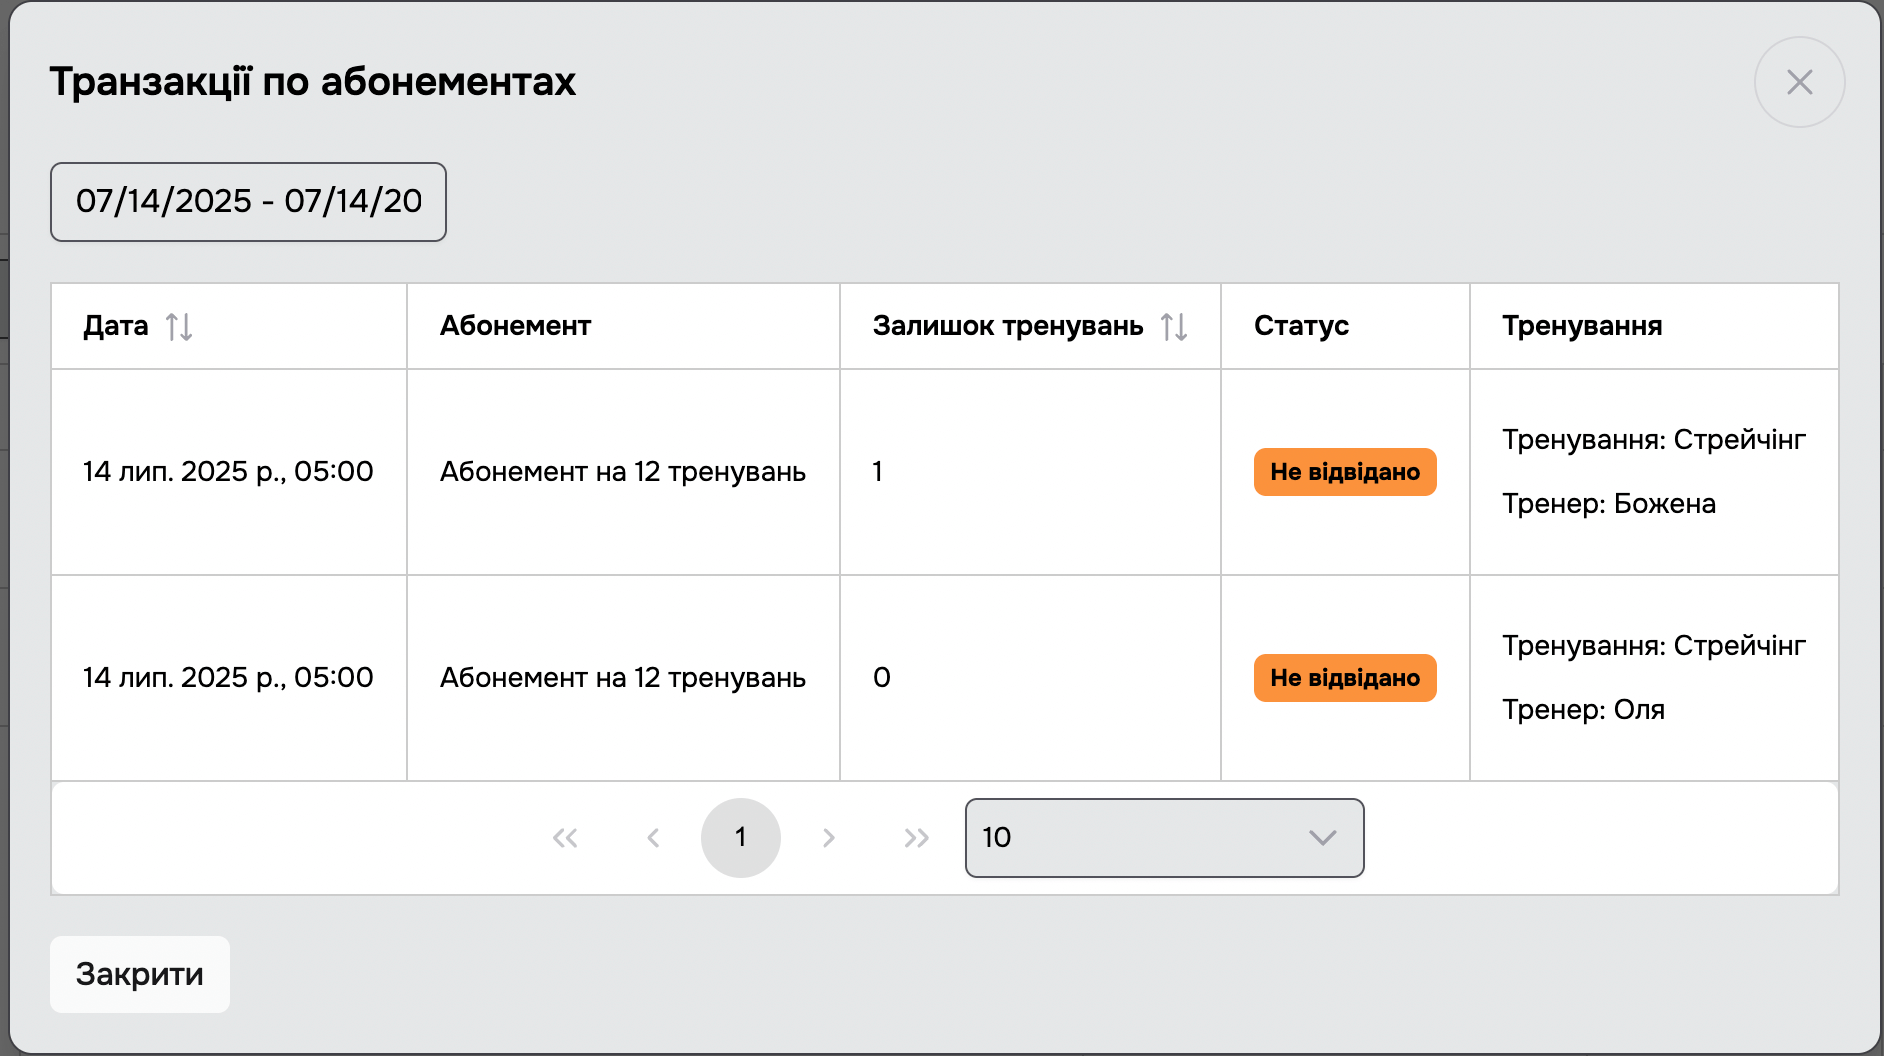 Транзакції по абонементах
07/14/2025 - 07/14/20
Дата Абонемент Залишок тренувань Статус Тренування
14 лип. 2025 р., 05:00 Абонемент на 12 тренувань 1 Не відвідано Тренування: Стрейчінг
Тренер: Божена
14 лип. 2025 р., 05:00 Абонемент на 12 тренувань 0 Не відвідано Тренування: Стрейчінг
Тренер: Оля
1 10
Закрити